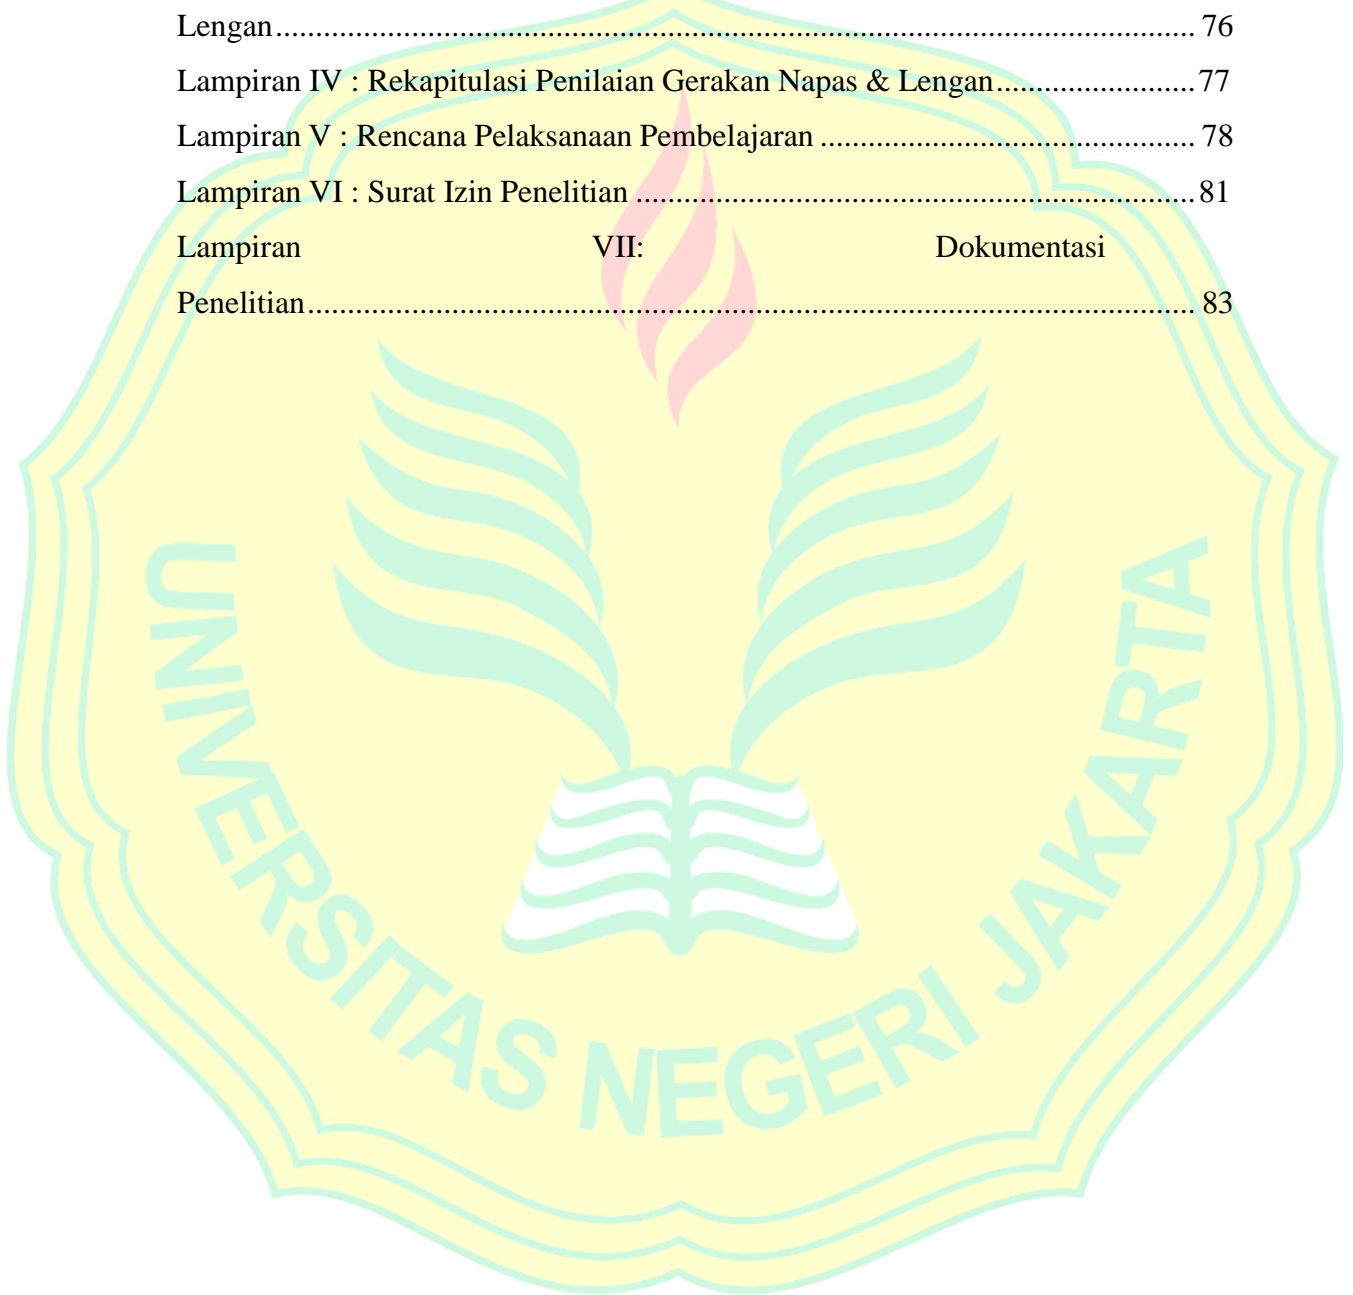 Lengan.................................................................................................................. 76
Lampiran IV : Rekapitulasi Penilaian Gerakan Napas & Lengan.........................77
Lampiran V : Rencana Pelaksanaan Pembelajaran ............................................... 78
Lampiran VI : Surat Izin Penelitian ......................................................................81
Lampiran VII: Dokumentasi
Penelitian.............................................................................................................. 83
UNIVERSITAS NEGERI JAKARTA